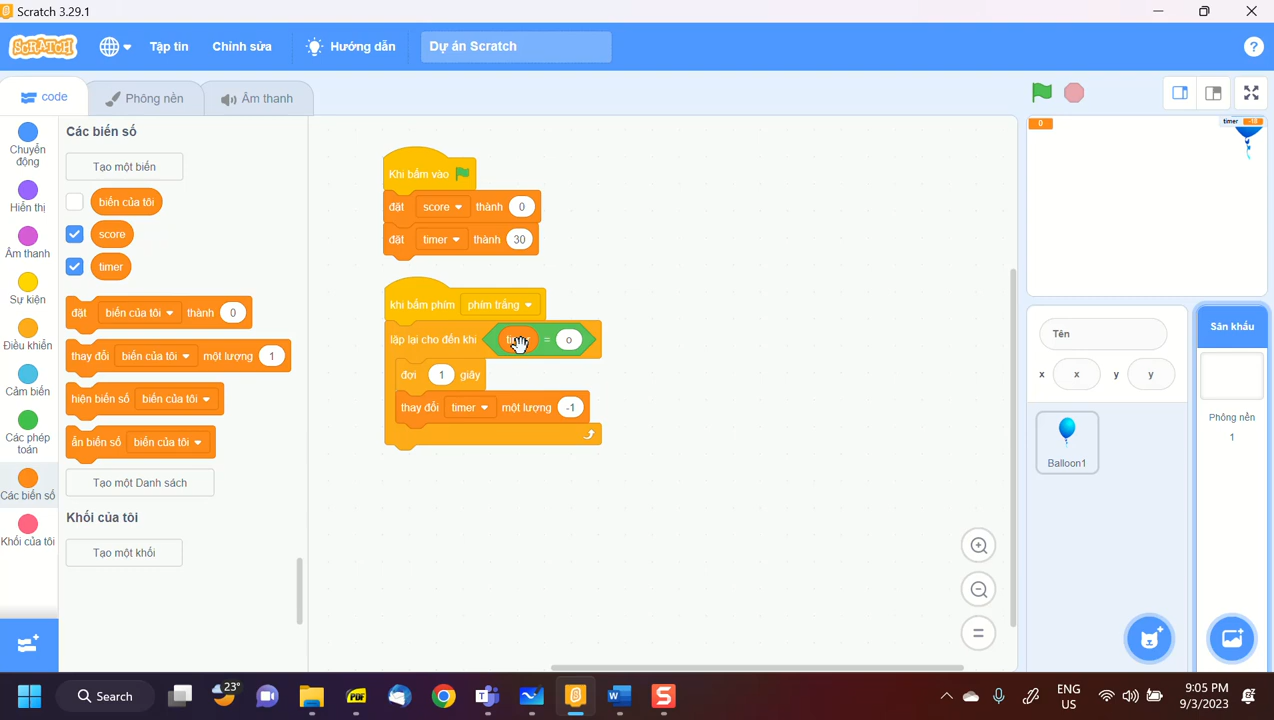 Scratch 3.29.1
SCRATCH
Tập tin
Chỉnh sửa
Hướng dẫn
Dự án Scratch
?
code
Phông nền
Âm thanh
Chuyển động
Hiển thị
Âm thanh
Sự kiện
Điều khiển
Cảm biến
Các phép toán
Các biến số
Khối của tôi
Các biến số
Tạo một biến
biến của tôi
score
timer
đặt biến của tôi thành 0
thay đổi biến của tôi một lượng 1
hiện biến số biến của tôi
ẩn biến số biến của tôi
Tạo một Danh sách
Khối của tôi
Tạo một khối
Khi bấm vào
đặt score thành 0
đặt timer thành 30
khi bấm phím phím trắng
lặp lại cho đến khi = o
đợi 1 giây
thay đổi timer một lượng -1
0
timer -18
Tên
x x y y
Balloon1
Sân khấu
Phông nền
1
23°
Search
PDF
ENG
US
9:05 PM
9/3/2023